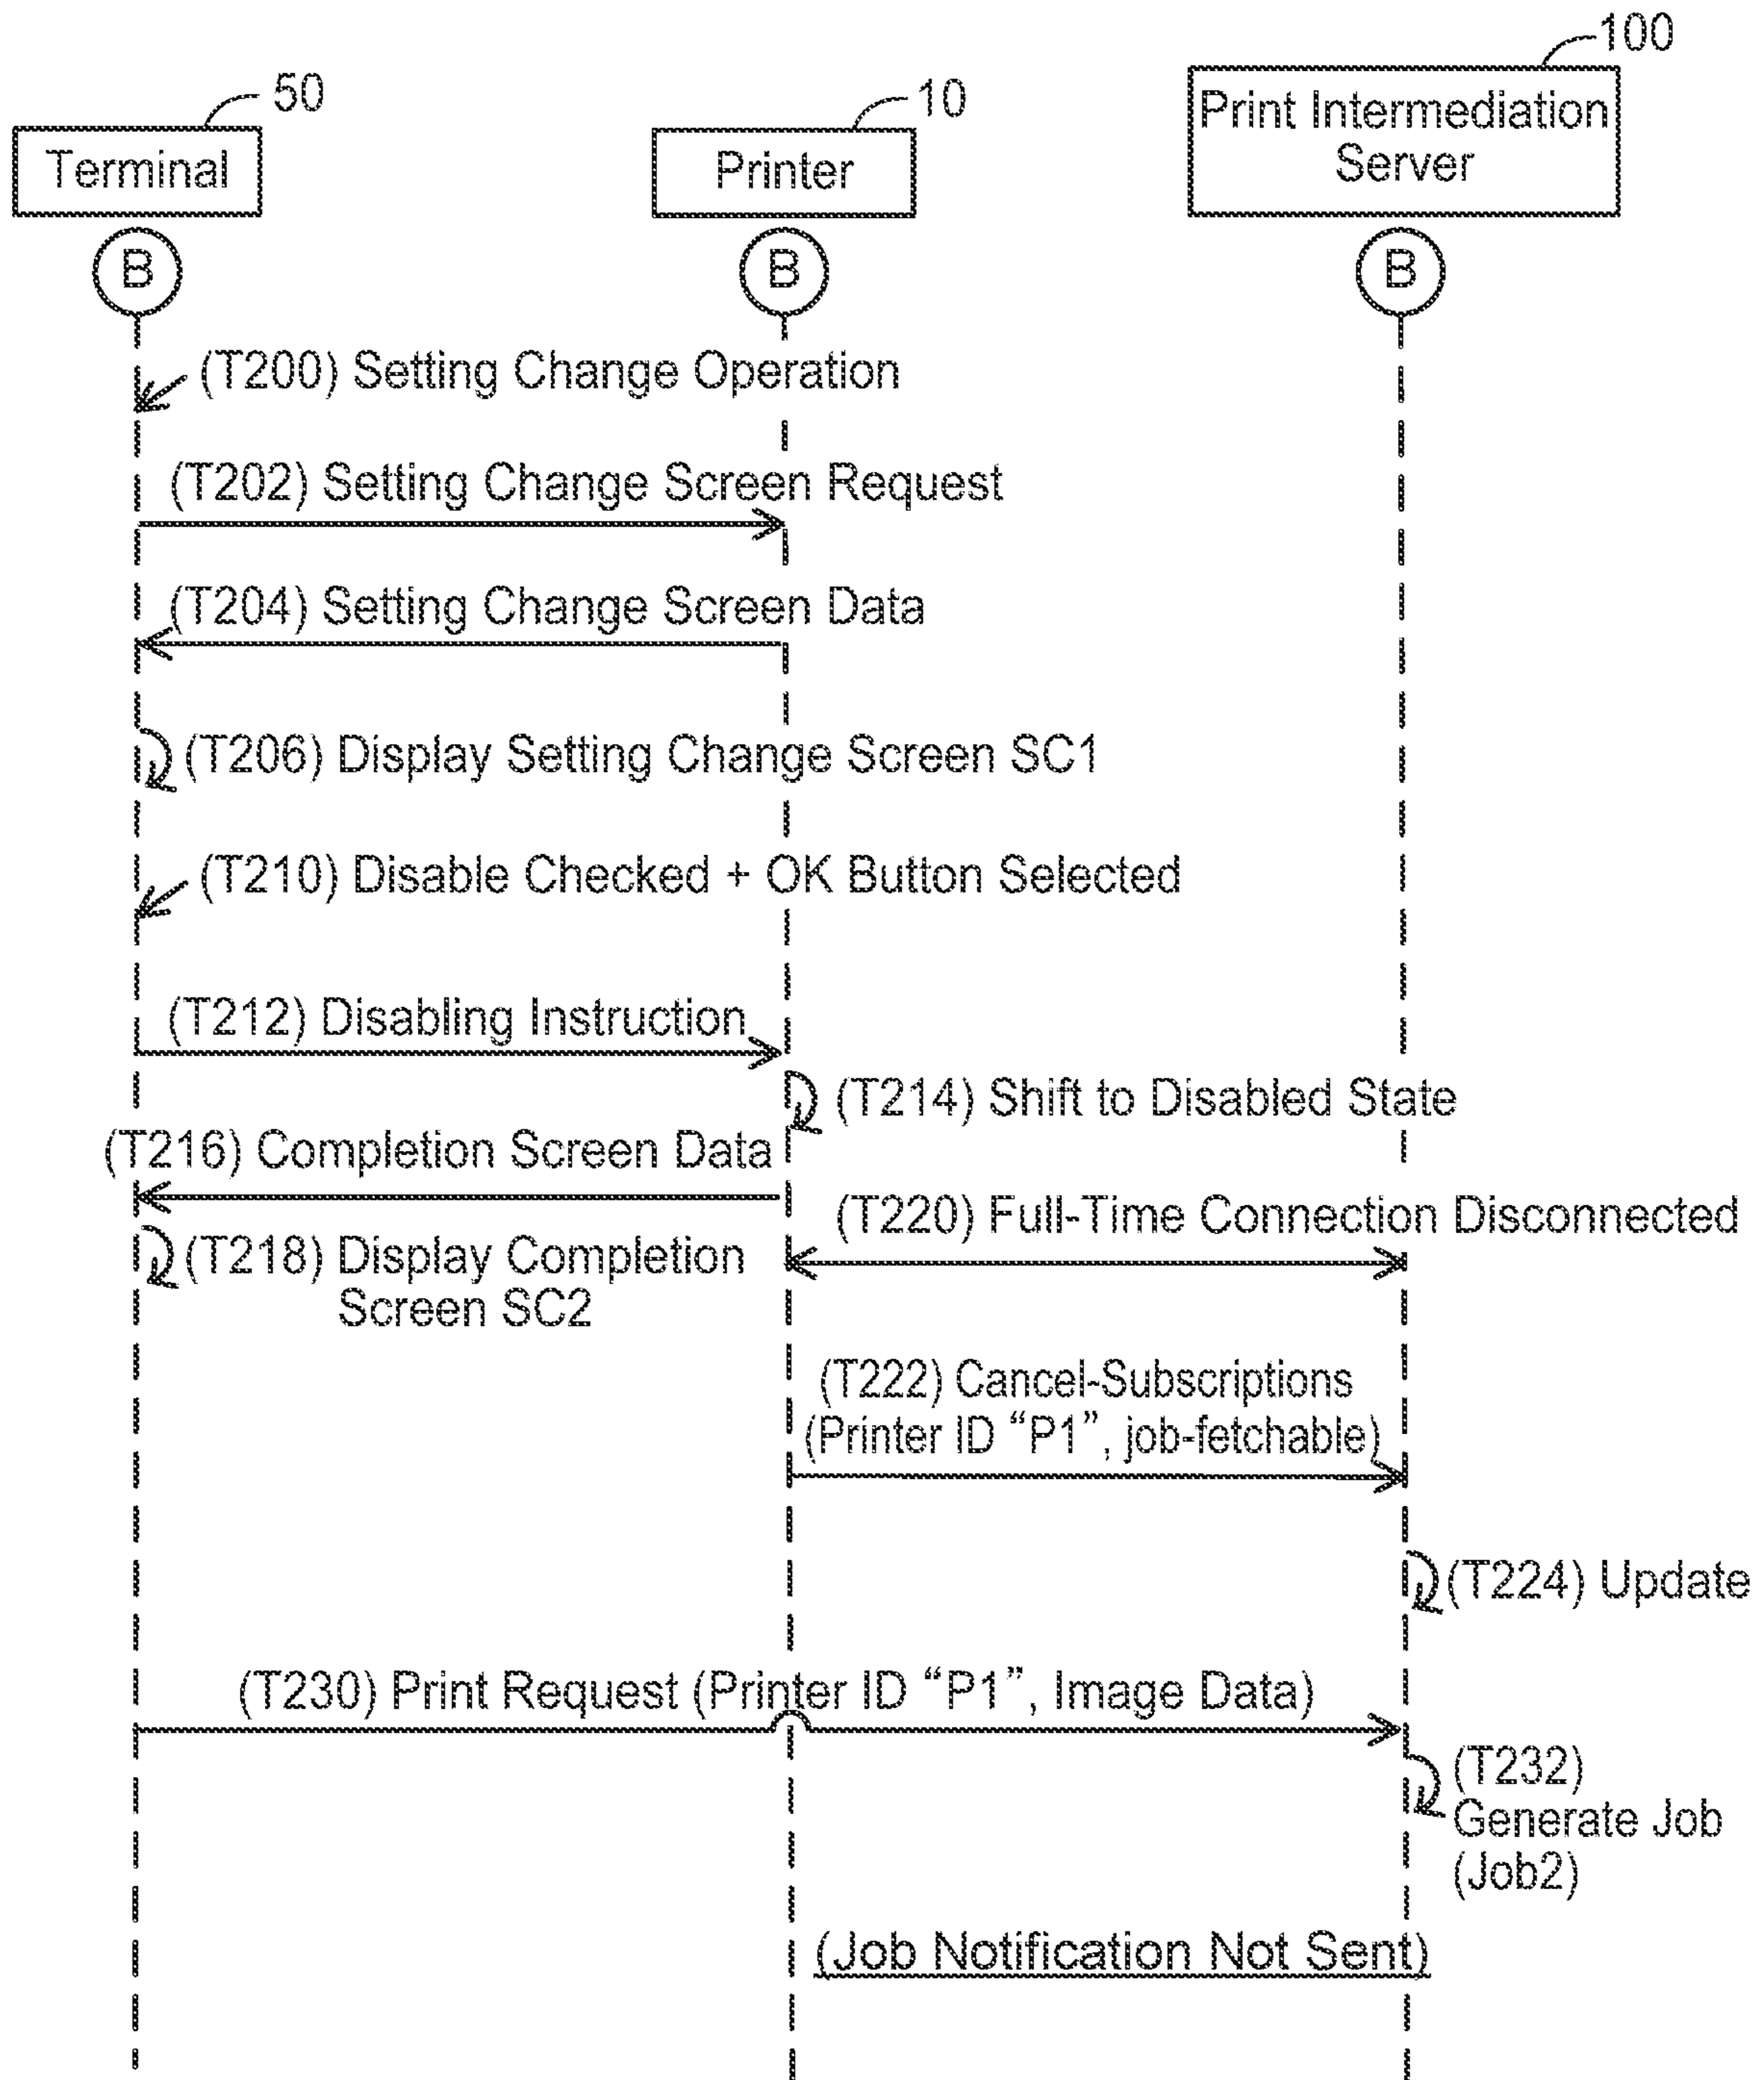 100
50
10
Print Intermediation
Server
Terminal
Printer
B
B
B
(T200) Setting Change Operation
(T202) Setting Change Screen Request
(T204) Setting Change Screen Data
(T206) Display Setting Change Screen SC1
(T210) Disable Checked + OK Button Selected
(T212) Disabling Instruction
(T214) Shift to Disabled State
(T216) Completion Screen Data
(T220) Full-Time Connection Disconnected
(T218) Display Completion
Screen SC2
(T222) Cancel-Subscriptions
(Printer ID “P1”, job-fetchable)
(T224) Update
(T230) Print Request (Printer ID “P1”, Image Data)
(T232)
Generate Job
(Job2)
(Job Notification Not Sent)